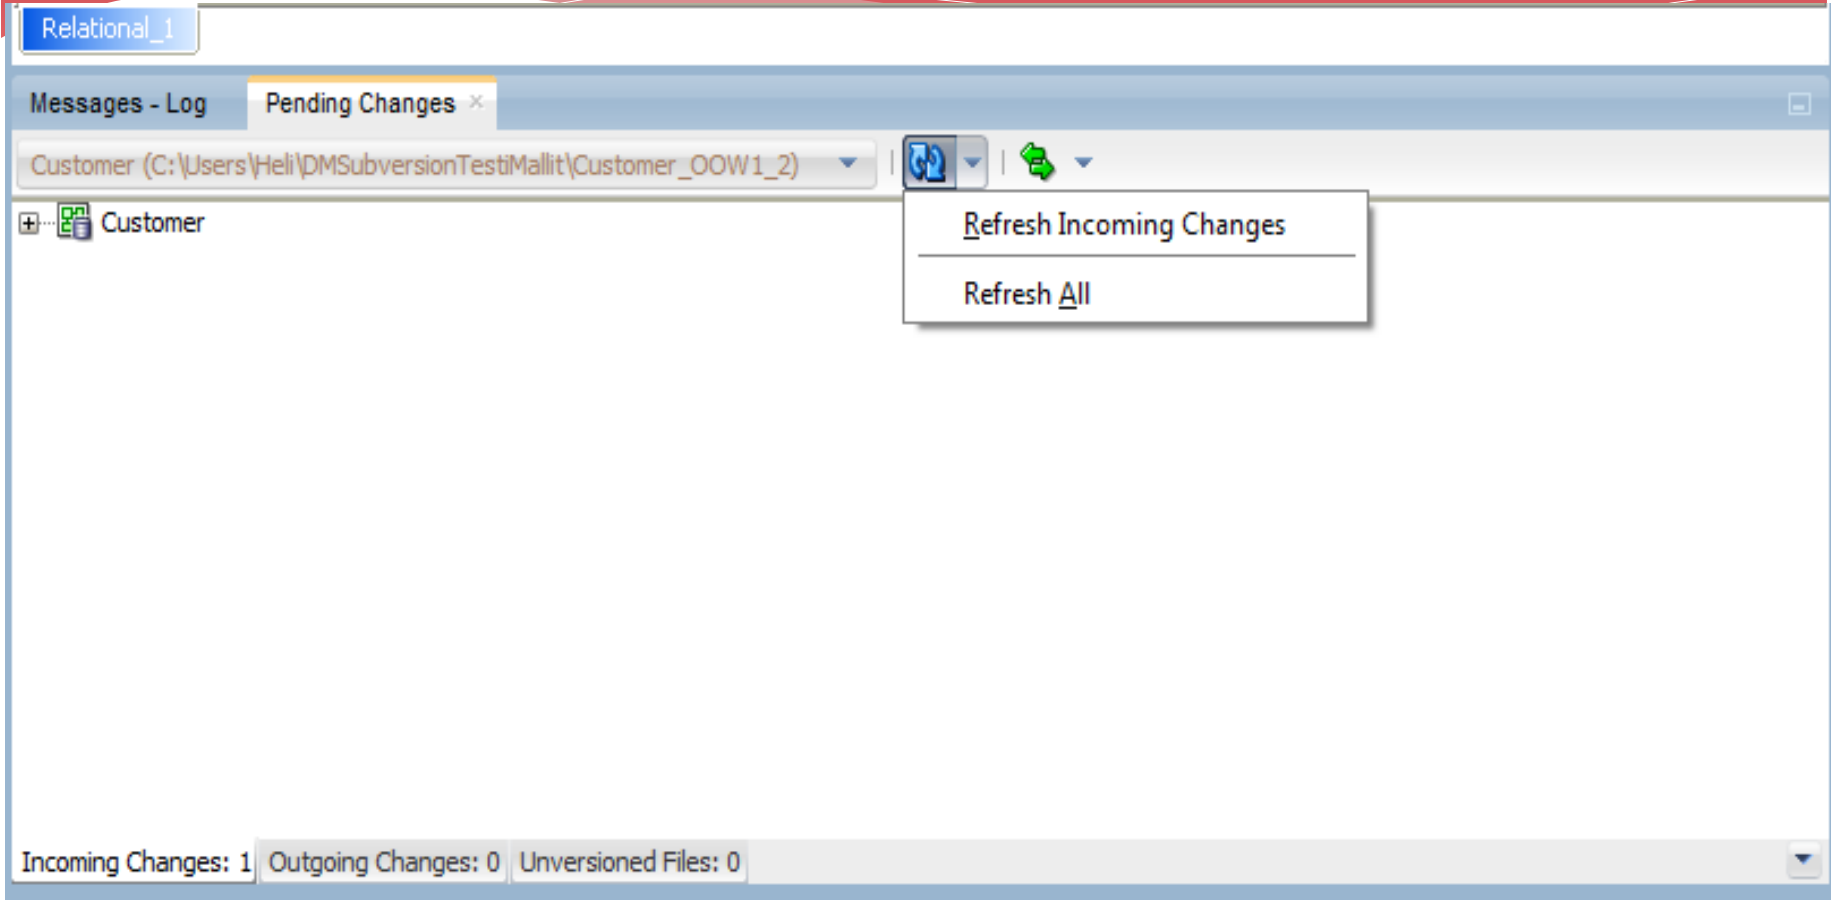 Relational_1
Messages - Log Pending Changes
Customer (C:\Users\Heli\DMSubversionTestiMallit\Customer_OOW1_2)
Customer
Refresh Incoming Changes
Refresh All
Incoming Changes: 1 Outgoing Changes: 0 Unversioned Files: 0